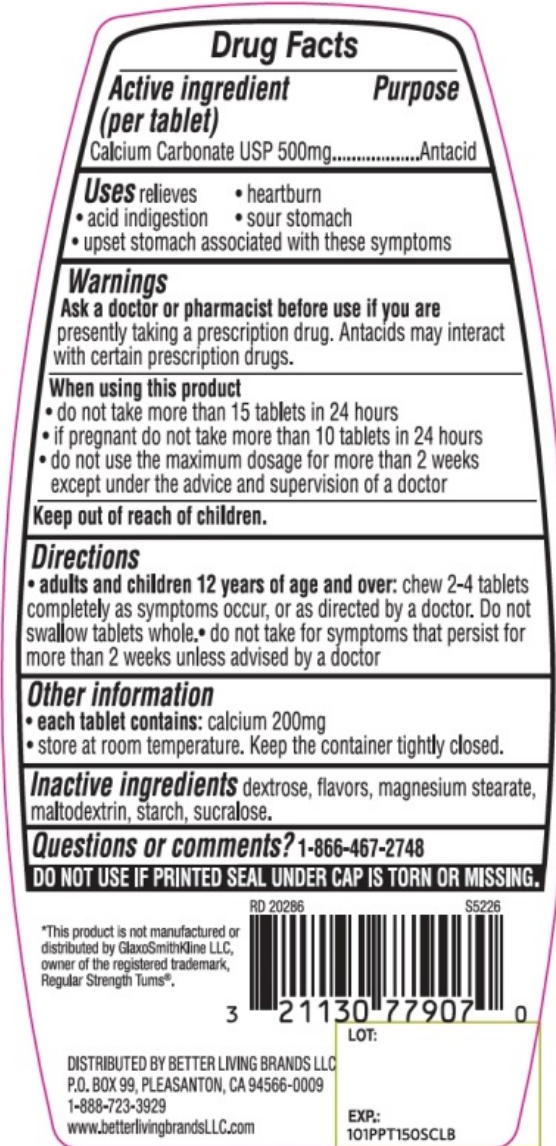 Drug Facts
Active ingredient Purpose
(per tablet)
Calcium Carbonate USP 500mg..................Antacid
Uses relieves • heartburn
• acid indigestion • sour stomach
• upset stomach associated with these symptoms
Warnings
Ask a doctor or pharmacist before use if you are
presently taking a prescription drug. Antacids may interact
with certain prescription drugs.
When using this product
• do not take more than 15 tablets in 24 hours
• if pregnant do not take more than 10 tablets in 24 hours
• do not use the maximum dosage for more than 2 weeks
except under the advice and supervision of a doctor
Keep out of reach of children.
Directions
• adults and children 12 years of age and over: chew 2-4 tablets
completely as symptoms occur, or as directed by a doctor. Do not
swallow tablets whole.• do not take for symptoms that persist for
more than 2 weeks unless advised by a doctor
Other information
• each tablet contains: calcium 200mg
• store at room temperature. Keep the container tightly closed.
Inactive ingredients dextrose, flavors, magnesium stearate,
maltodextrin, starch, sucralose.
Questions or comments? 1-866-467-2748
DO NOT USE IF PRINTED SEAL UNDER CAP IS TORN OR MISSING.
RD 20286 S5226
*This product is not manufactured or
distributed by GlaxoSmithKline LLC,
owner of the registered trademark,
Regular Strength Tums®.
3 21130 77907 0
DISTRIBUTED BY BETTER LIVING BRANDS LLC
P.O. BOX 99, PLEASANTON, CA 94566-0009
1-888-723-3929
www.betterlivingbrandsLLC.com
LOT:
EXP.:
101PPT150SCLB